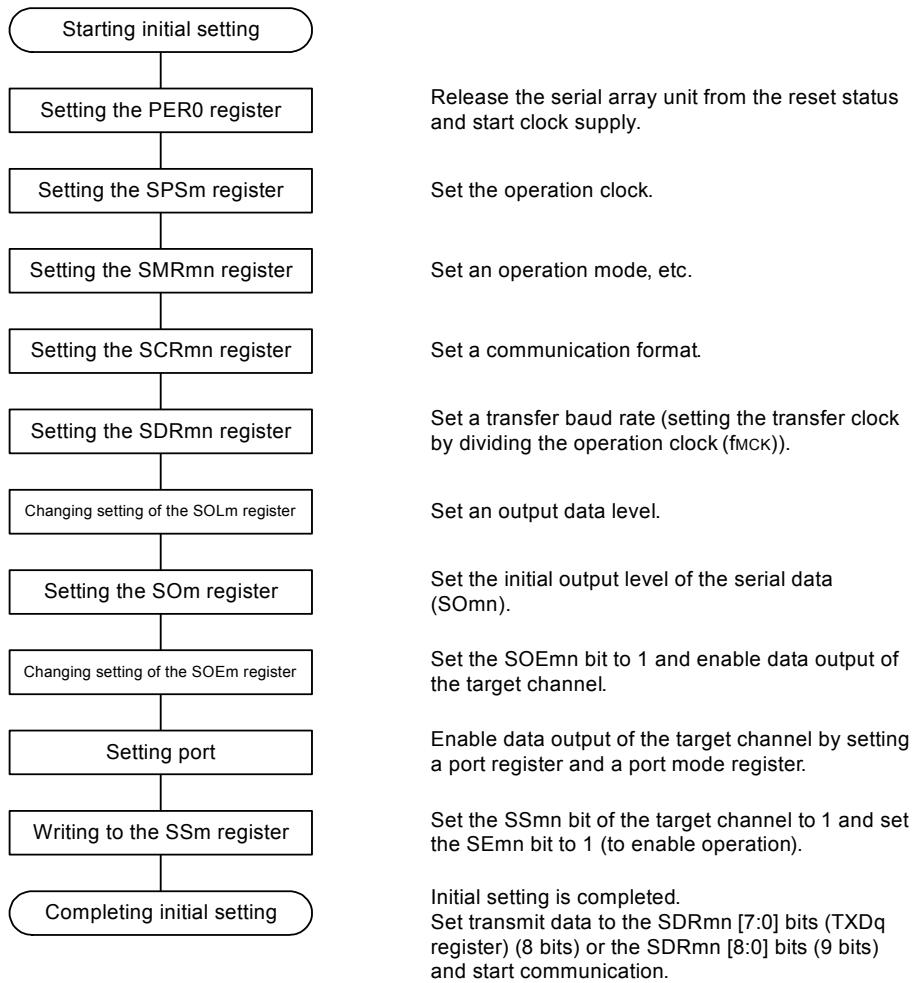 Starting initial setting
Setting the PER0 register
Release the serial array unit from the reset status
and start clock supply.
Setting the SPSm register
Set the operation clock.
Setting the SMRmn register
Set an operation mode, etc.
Setting the SCRmn register
Set a communication format.
Setting the SDRmn register
Set a transfer baud rate (setting the transfer clock
by dividing the operation clock (fMCK)).
Changing setting of the SOLm register
Set an output data level.
Setting the SOm register
Set the initial output level of the serial data
(SOmn).
Changing setting of the SOEm register
Set the SOEmn bit to 1 and enable data output of
the target channel.
Setting port
Enable data output of the target channel by setting
a port register and a port mode register.
Writing to the SSm register
Set the SSmn bit of the target channel to 1 and set
the SEmn bit to 1 (to enable operation).
Completing initial setting
Initial setting is completed.
Set transmit data to the SDRmn [7:0] bits (TXDq
register) (8 bits) or the SDRmn [8:0] bits (9 bits)
and start communication.